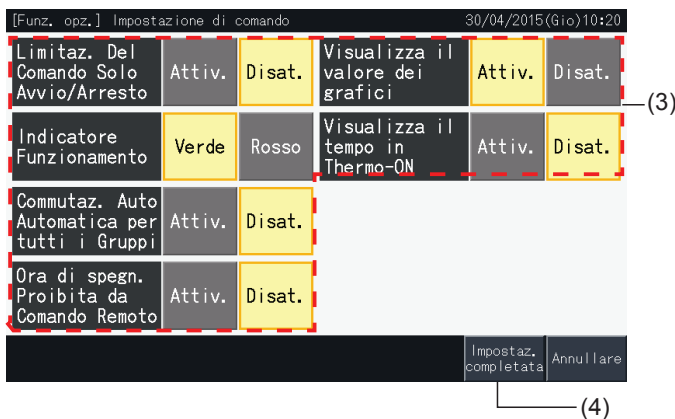 [Funz. opz.] Impostazione di comando 30/04/2015(Gio)10:20
Limitaz. Del
Comando Solo
Avvio/Arresto
Attiv. Disat.
Visualizza il
valore dei
grafici
Attiv. Disat.
(3)
Indicatore
Funzionamento
Verde Rosso
Visualizza il
tempo in
Thermo-ON
Attiv. Disat.
Commutaz. Auto
Automatica per
tutti i Gruppi
Attiv. Disat.
Ora di spegn.
Proibita da
Comando Remoto
Attiv. Disat.
Impostaz.
completata
Annullare
(4)